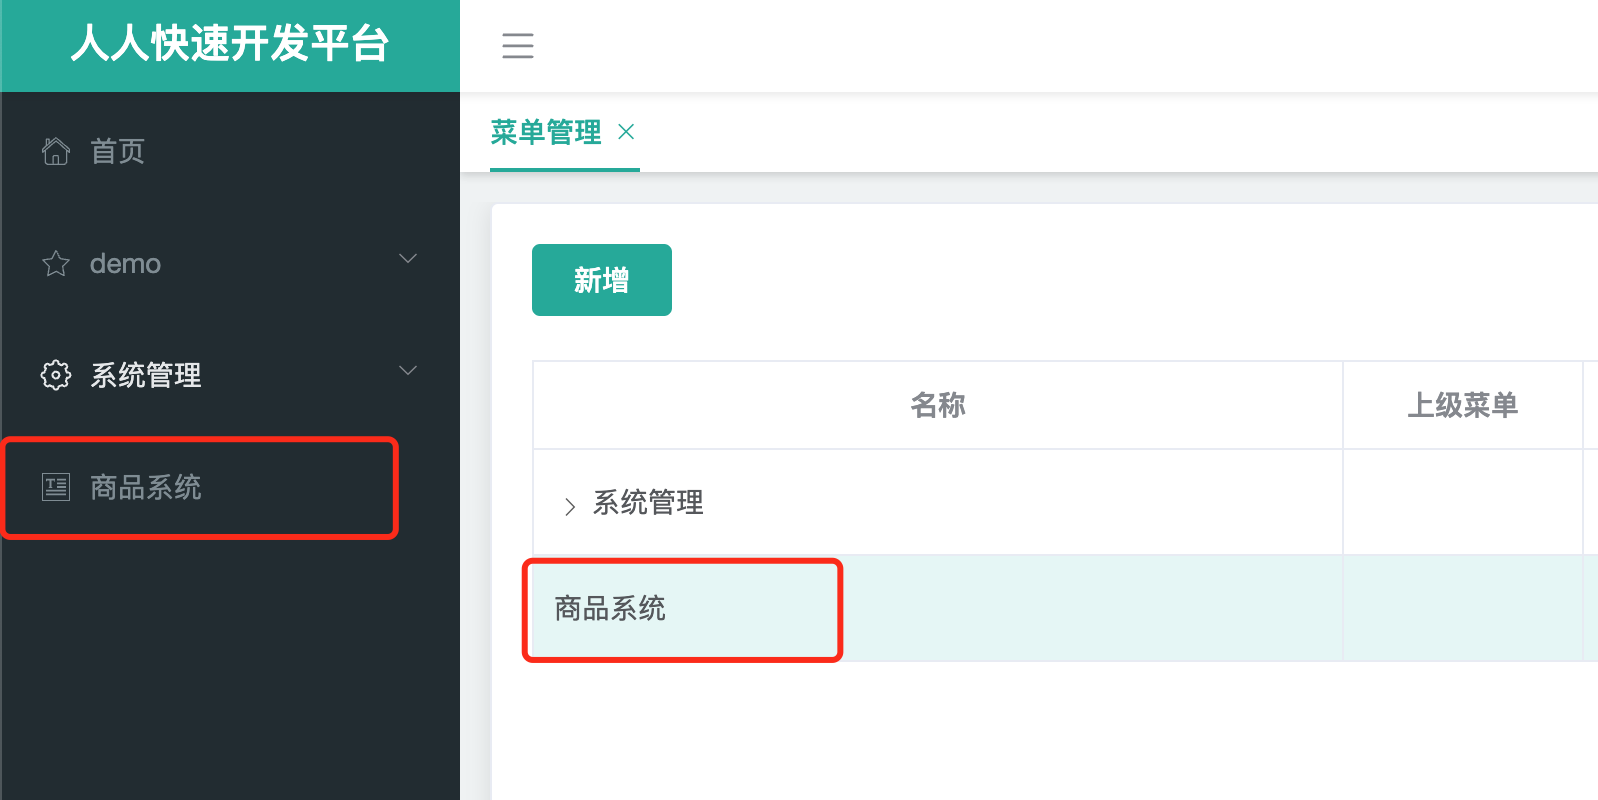 人人快速开发平台
首页
demo
系统管理
商品系统
菜单管理
新增
名称 上级菜单
系统管理
商品系统